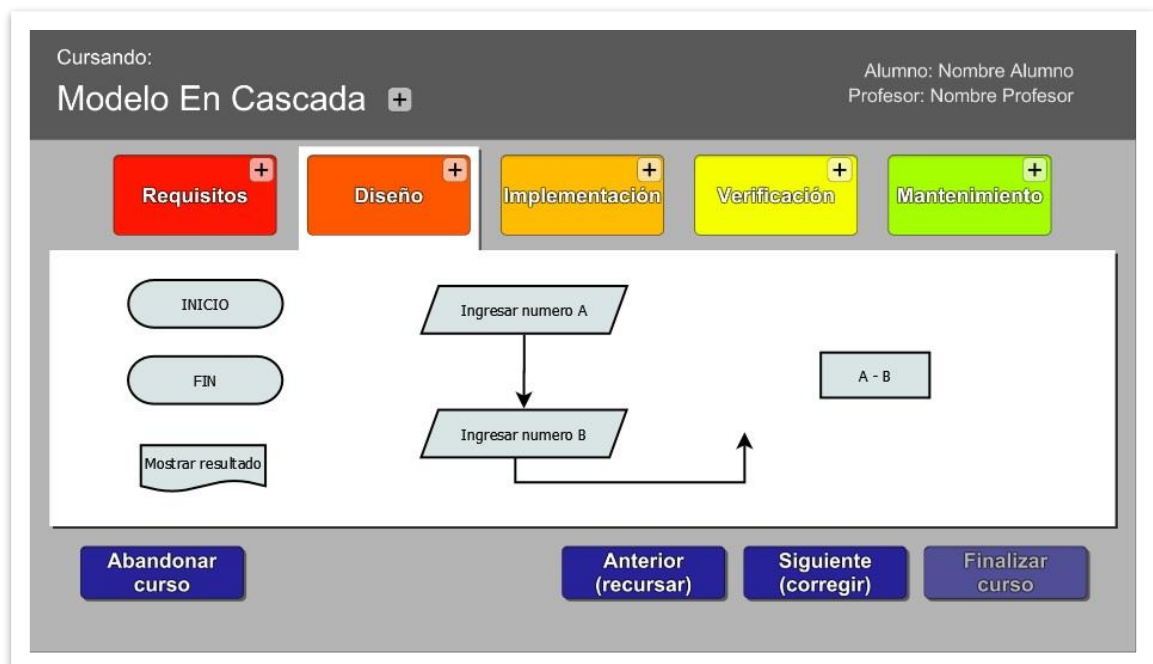 Cursando:
Modelo En Cascada +
Alumno: Nombre Alumno
Profesor: Nombre Profesor
Requisitos +
Diseño +
Implementación +
Verificación +
Mantenimiento +
INICIO
FIN
Mostrar resultado
Ingresar numero A
Ingresar numero B
A - B
Abandonar
curso
Anterior
(recursar)
Siguiente
(corregir)
Finalizar
curso